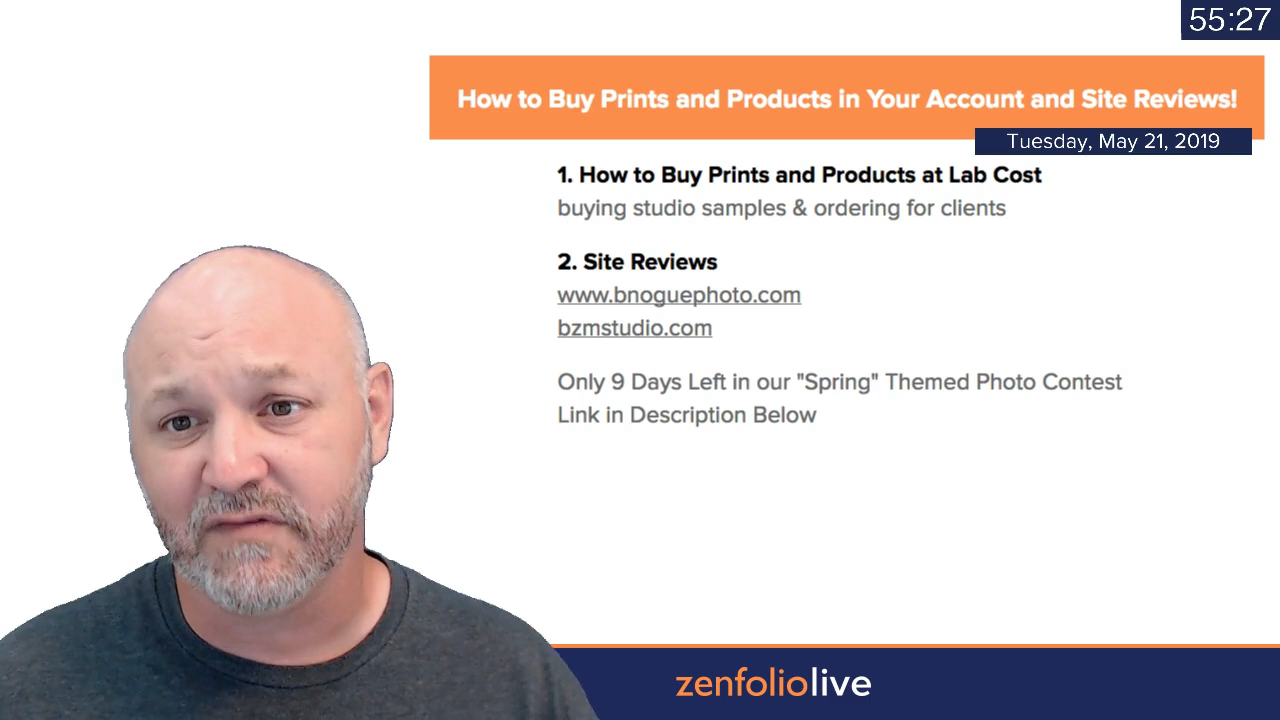 55:27
How to Buy Prints and Products in Your Account and Site Reviews!
Tuesday, May 21, 2019
1. How to Buy Prints and Products at Lab Cost
buying studio samples & ordering for clients
2. Site Reviews
www.bnoguephoto.com
bzmstudio.com
Only 9 Days Left in our "Spring" Themed Photo Contest
Link in Description Below
zenfoliolive